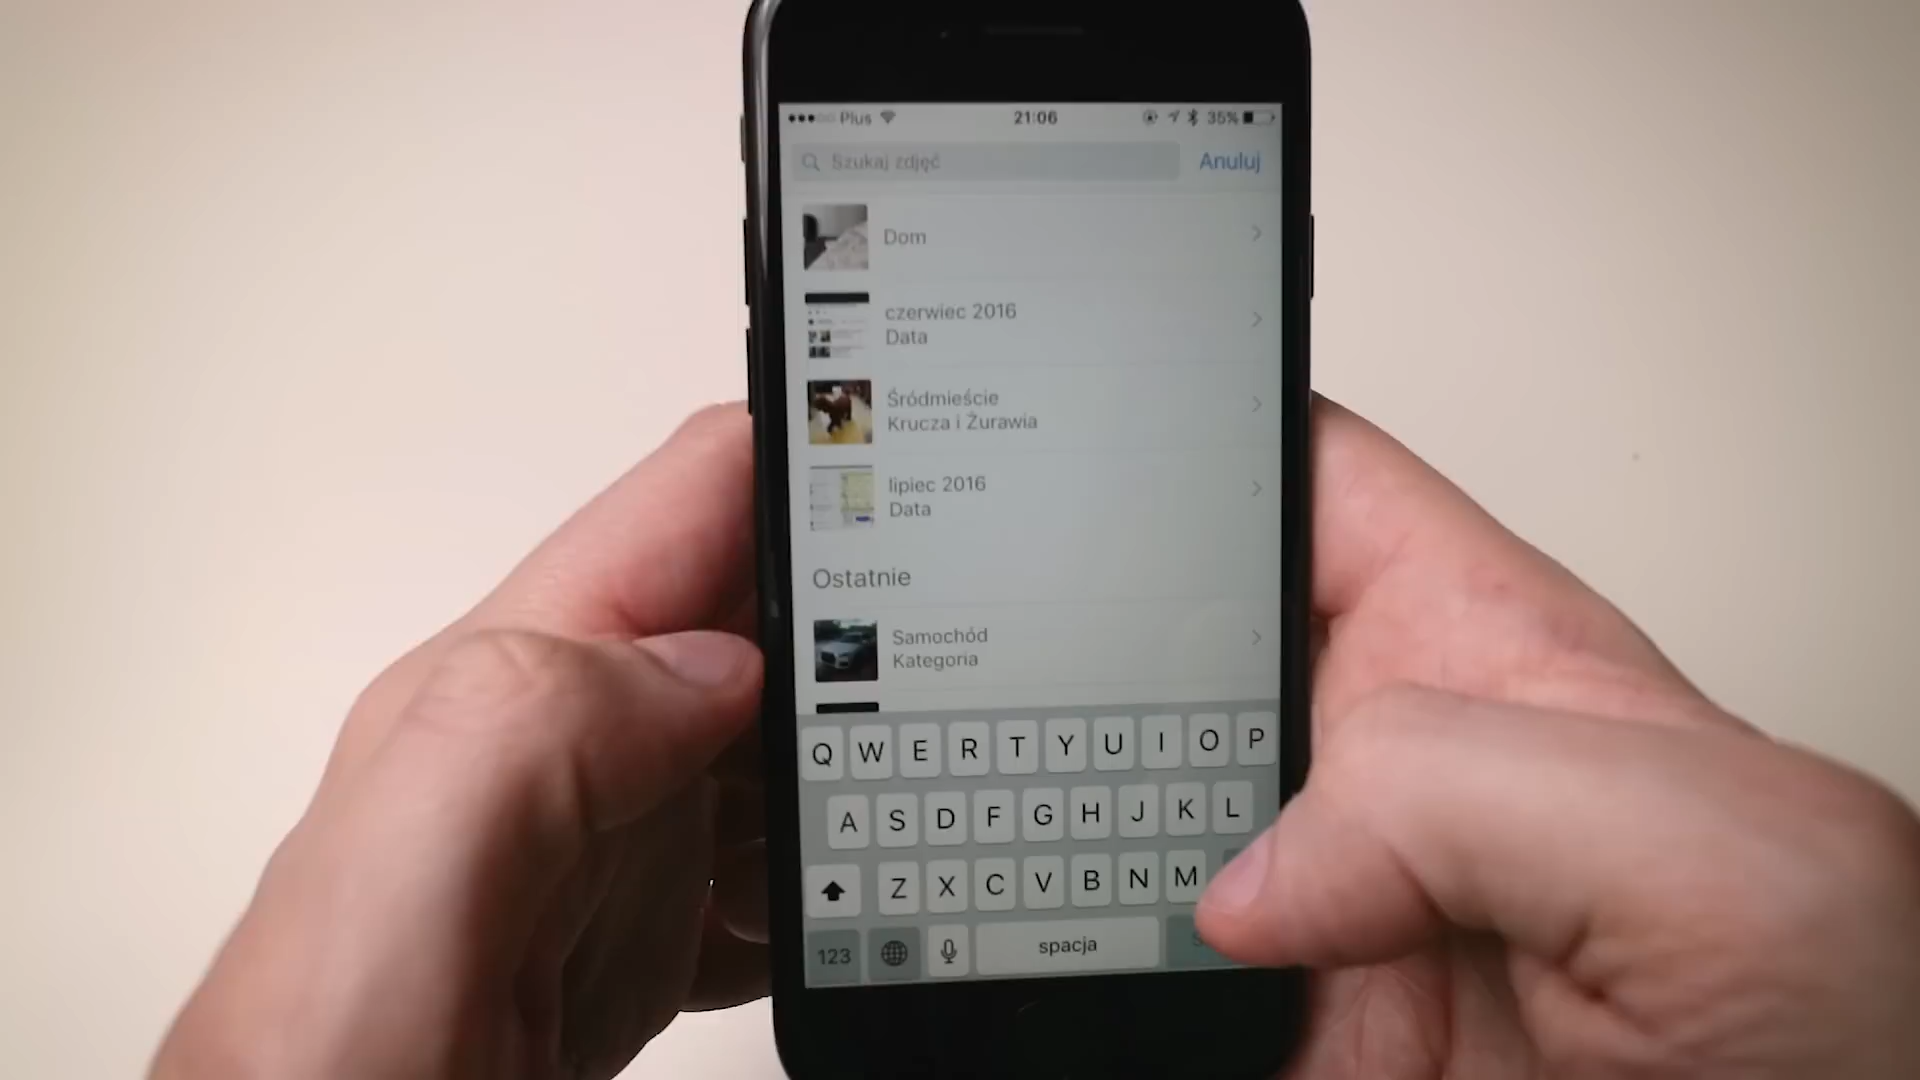 Plus 21:06 35%
Szukaj zdjęć Anuluj
Dom
czerwiec 2016
Data
Śródmieście
Krucza i Żurawia
lipiec 2016
Data
Ostatnie
Samochód
Kategoria
Q W E R T Y U I O P
A S D F G H J K L
Z X C V B N M
123 spacja